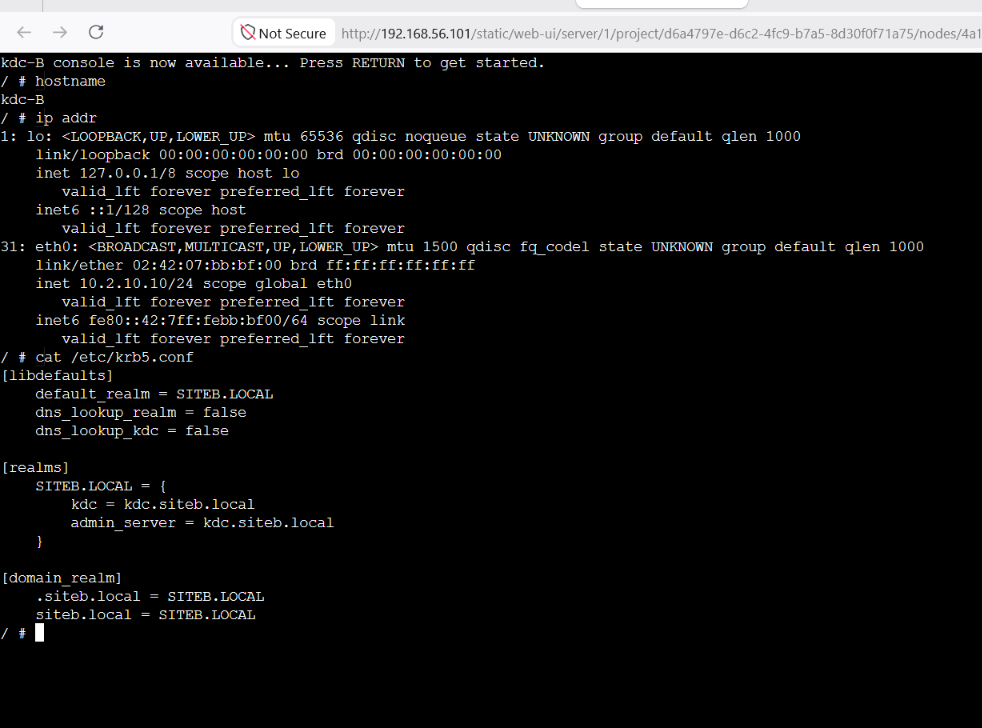 Not Secure http://192.168.56.101/static/web-ui/server/1/project/d6a4797e-d6c2-4fc9-b7a5-8d30f0f71a75/nodes/4a1
kdc-B console is now available... Press RETURN to get started.
/ # hostname
kdc-B
/ # ip addr
1: lo: <LOOPBACK,UP,LOWER_UP> mtu 65536 qdisc noqueue state UNKNOWN group default qlen 1000
    link/loopback 00:00:00:00:00:00 brd 00:00:00:00:00:00
    inet 127.0.0.1/8 scope host lo
       valid_lft forever preferred_lft forever
    inet6 ::1/128 scope host
       valid_lft forever preferred_lft forever
31: eth0: <BROADCAST,MULTICAST,UP,LOWER_UP> mtu 1500 qdisc fq_codel state UNKNOWN group default qlen 1000
    link/ether 02:42:07:bb:bf:00 brd ff:ff:ff:ff:ff:ff
    inet 10.2.10.10/24 scope global eth0
       valid_lft forever preferred_lft forever
    inet6 fe80::42:7ff:febb:bf00/64 scope link
       valid_lft forever preferred_lft forever
/ # cat /etc/krb5.conf
[libdefaults]
    default_realm = SITEB.LOCAL
    dns_lookup_realm = false
    dns_lookup_kdc = false

[realms]
    SITEB.LOCAL = {
        kdc = kdc.siteb.local
        admin_server = kdc.siteb.local
    }

[domain_realm]
    .siteb.local = SITEB.LOCAL
    siteb.local = SITEB.LOCAL
/ #